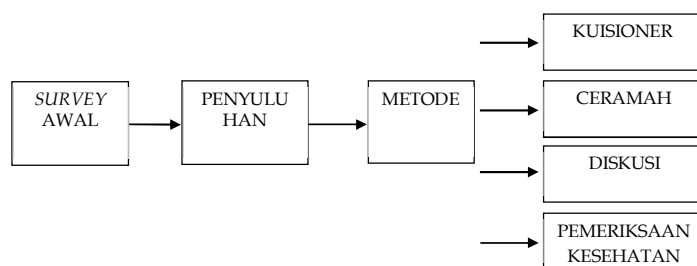 SURVEY
AWAL
PENYULU
HAN
METODE
KUISIONER
CERAMAH
DISKUSI
PEMERIKSAAN
KESEHATAN